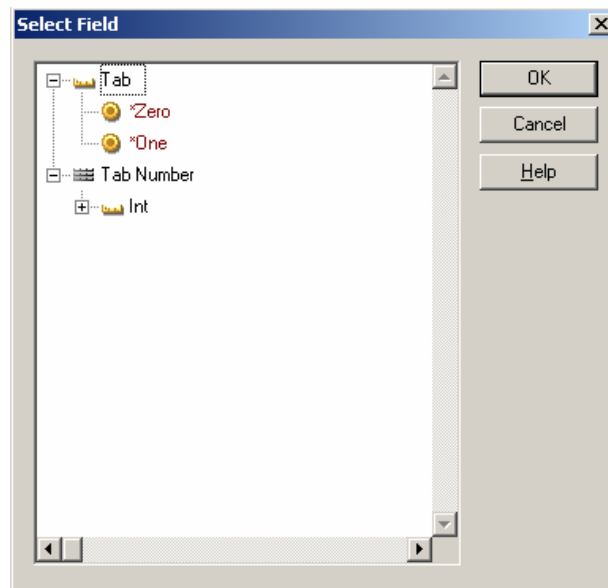 Select Field
Tab
*Zero
*One
Tab Number
Int
OK
Cancel
Help